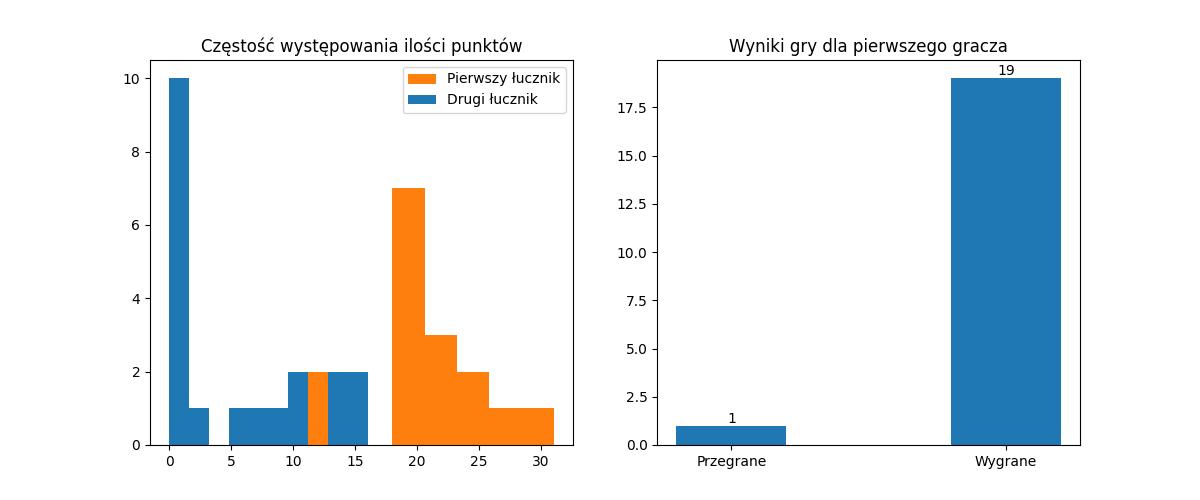 Częstość występowania ilości punktów
Pierwszy łucznik
Drugi łucznik
10
8
6
4
2
0
0 5 10 15 20 25 30
Wyniki gry dla pierwszego gracza
19
17.5
15.0
12.5
10.0
7.5
5.0
2.5
1
0.0
Przegrane Wygrane